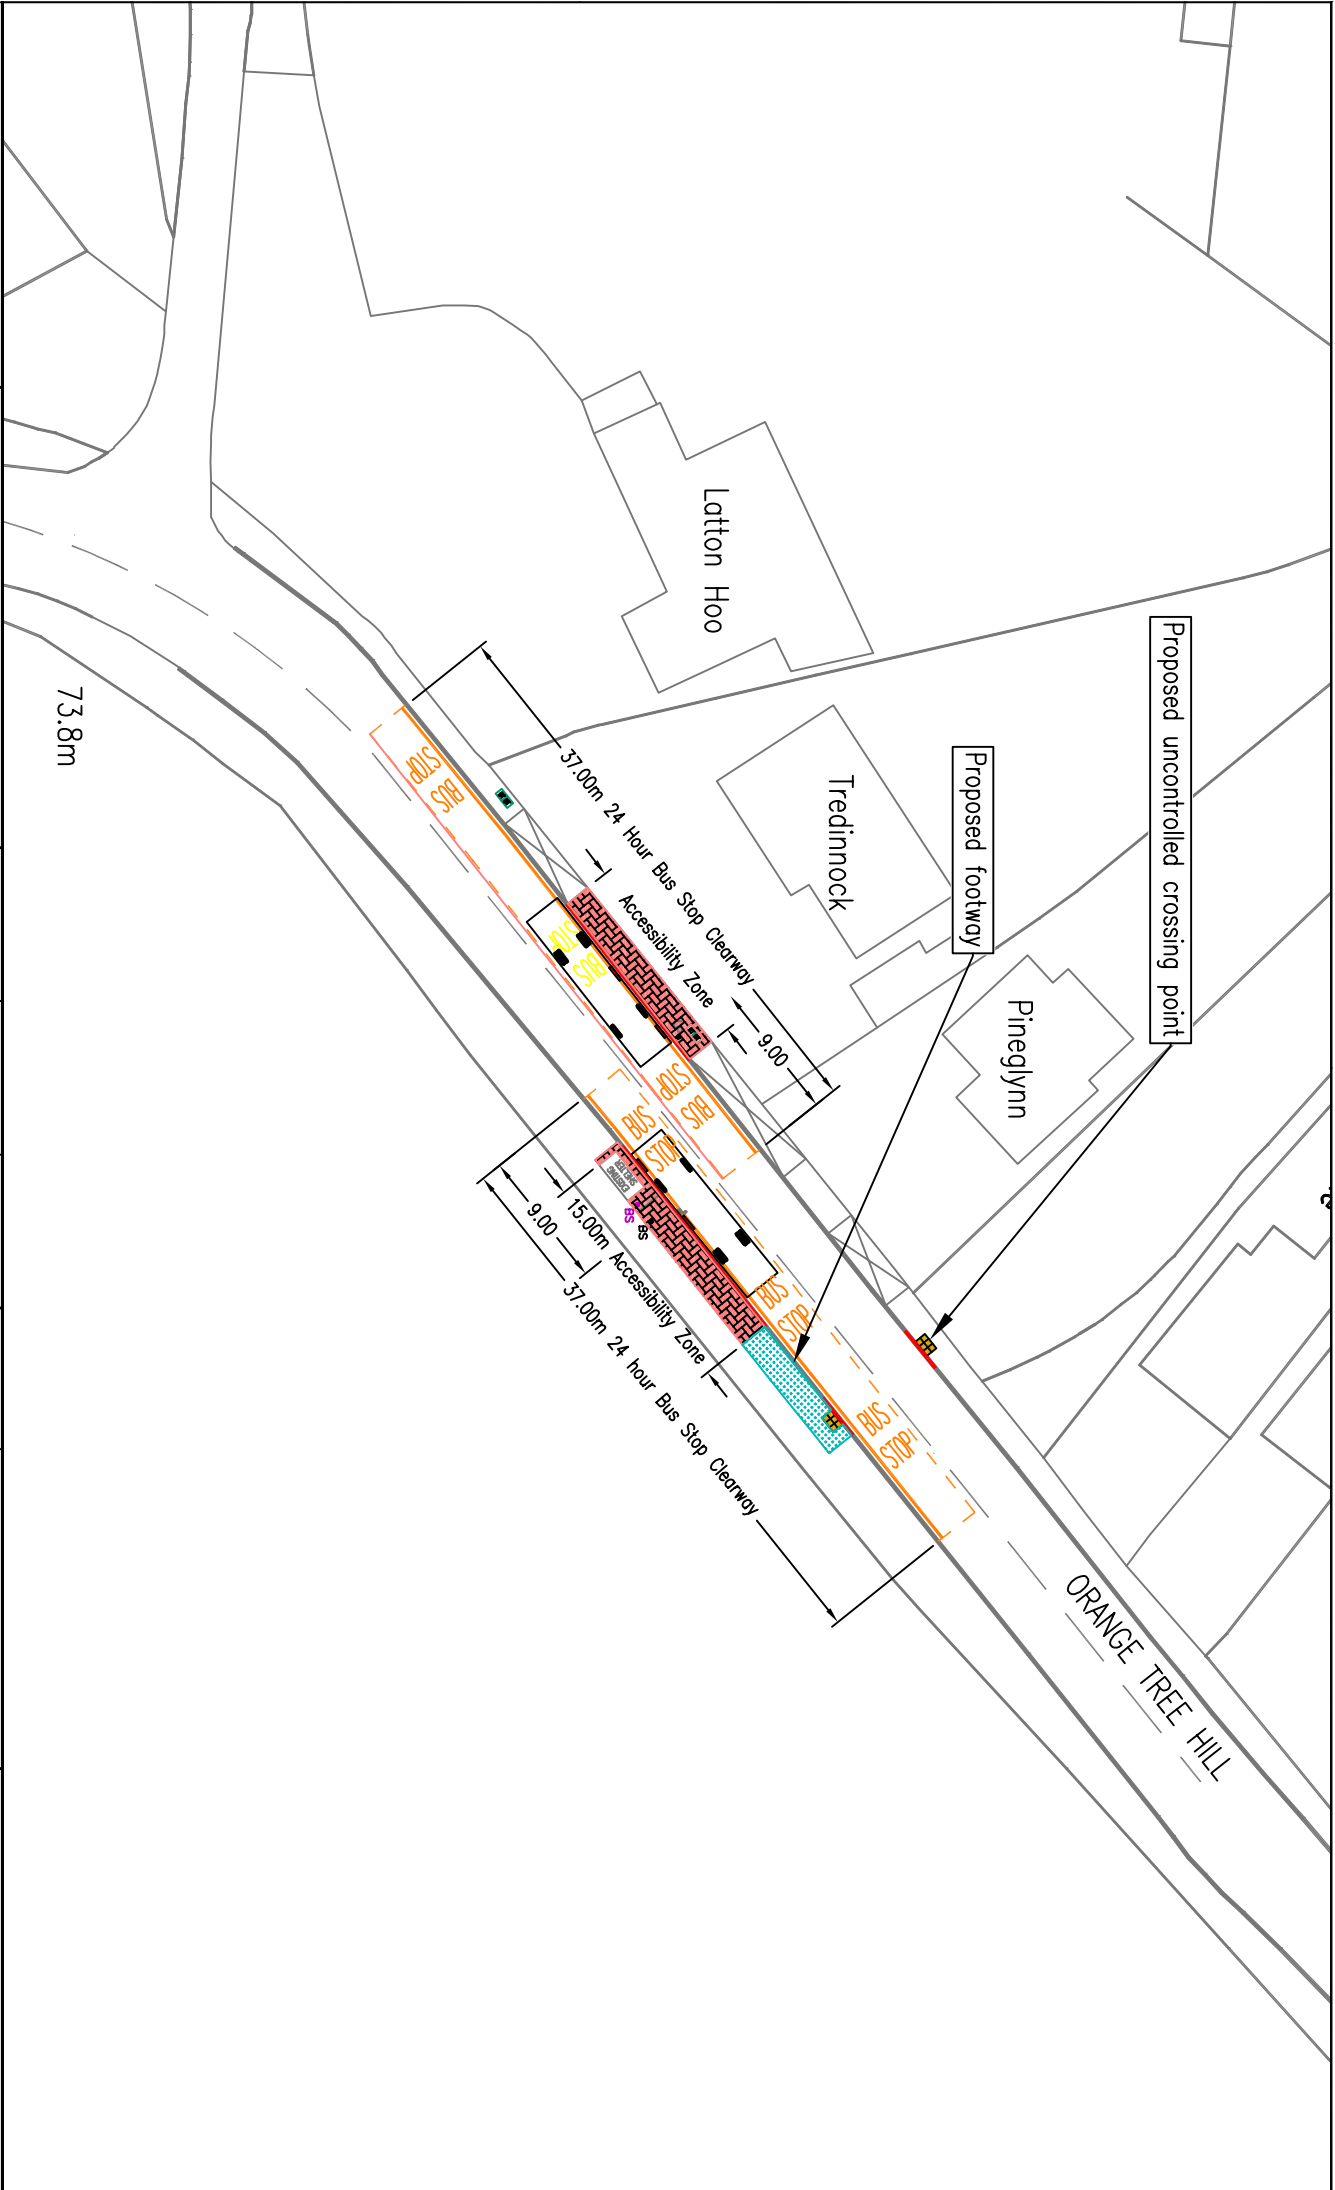 Proposed uncontrolled crossing point
Proposed footway
Pineglynn
Tredinnock
Latton Hoo
37.00m 24 Hour Bus Stop Clearway
Accessibility Zone
9.00
BUS
STOP
BUS
STOP
BUS
STOP
BUS
STOP
BUS
STOP
BUS
STOP
EXISTING
SHELTER
BS
BS
15.00m Accessibility Zone
9.00
37.00m 24 hour Bus Stop Clearway
ORANGE TREE HILL
73.8m